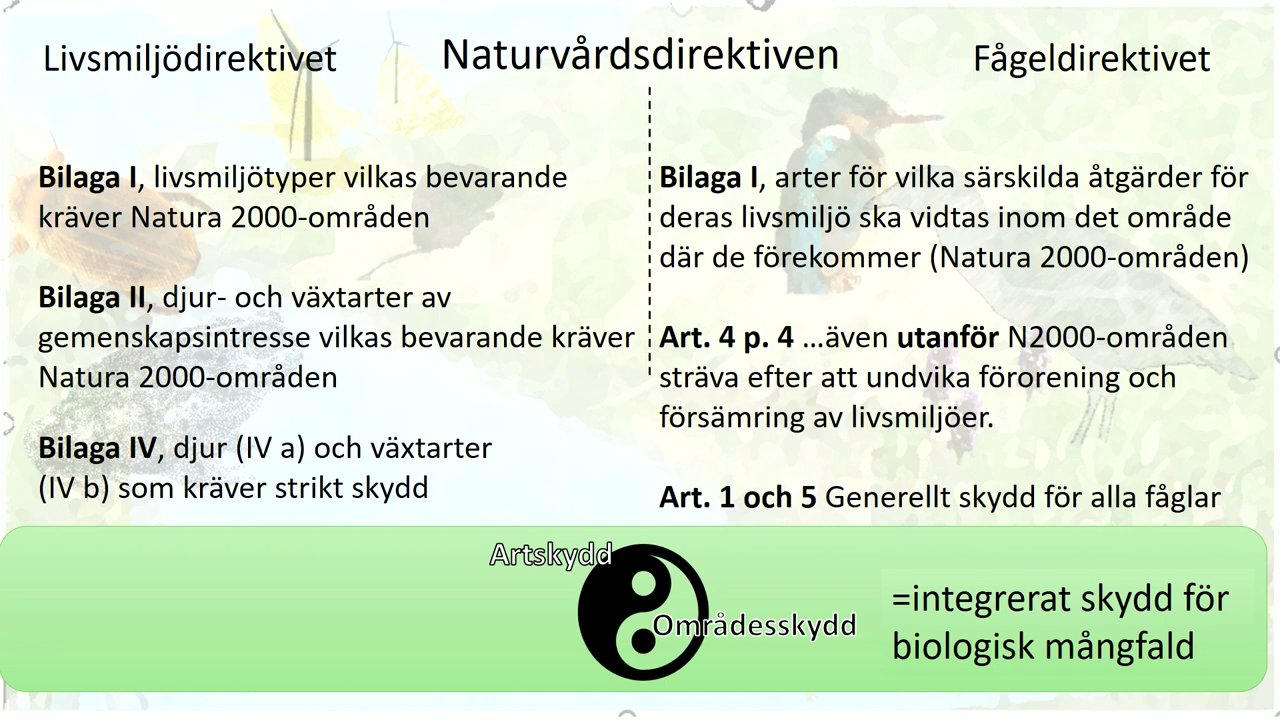 Livsmiljödirektivet
Naturvårdsdirektiven
Fågeldirektivet
Bilaga I, livsmiljötyper vilkas bevarande
kräver Natura 2000-områden
Bilaga II, djur- och växtarter av
gemenskapsintresse vilkas bevarande kräver
Natura 2000-områden
Bilaga IV, djur (IV a) och växtarter
(IV b) som kräver strikt skydd
Bilaga I, arter för vilka särskilda åtgärder för
deras livsmiljö ska vidtas inom det område
där de förekommer (Natura 2000-områden)
Art. 4 p. 4 ...även utanför N2000-områden
sträva efter att undvika förorening och
försämring av livsmiljöer.
Art. 1 och 5 Generellt skydd för alla fåglar
Artskydd
Områdesskydd
=integrerat skydd för
biologisk mångfald